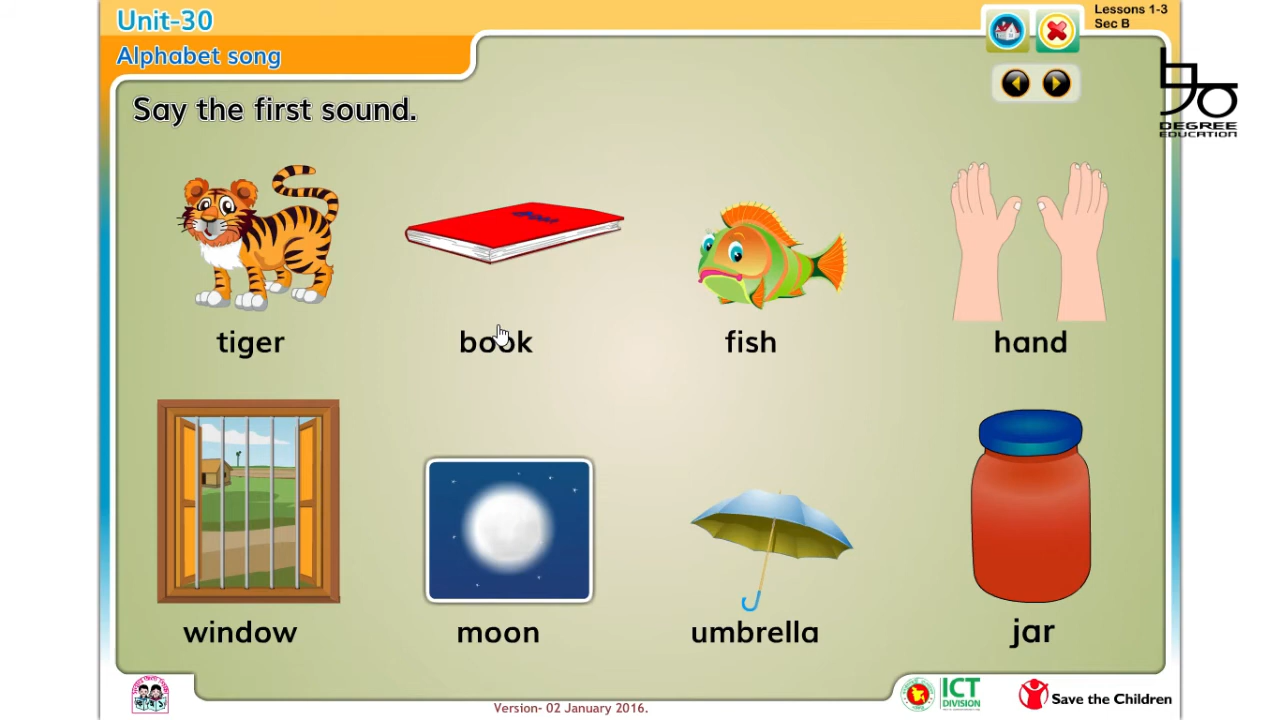 Unit-30
Lessons 1-3
Sec B
Alphabet song
Say the first sound.
DEGREE
EDUCATION
tiger
book
fish
hand
window
moon
umbrella
jar
Version- 02 January 2016.
ICT
DIVISION
Save the Children